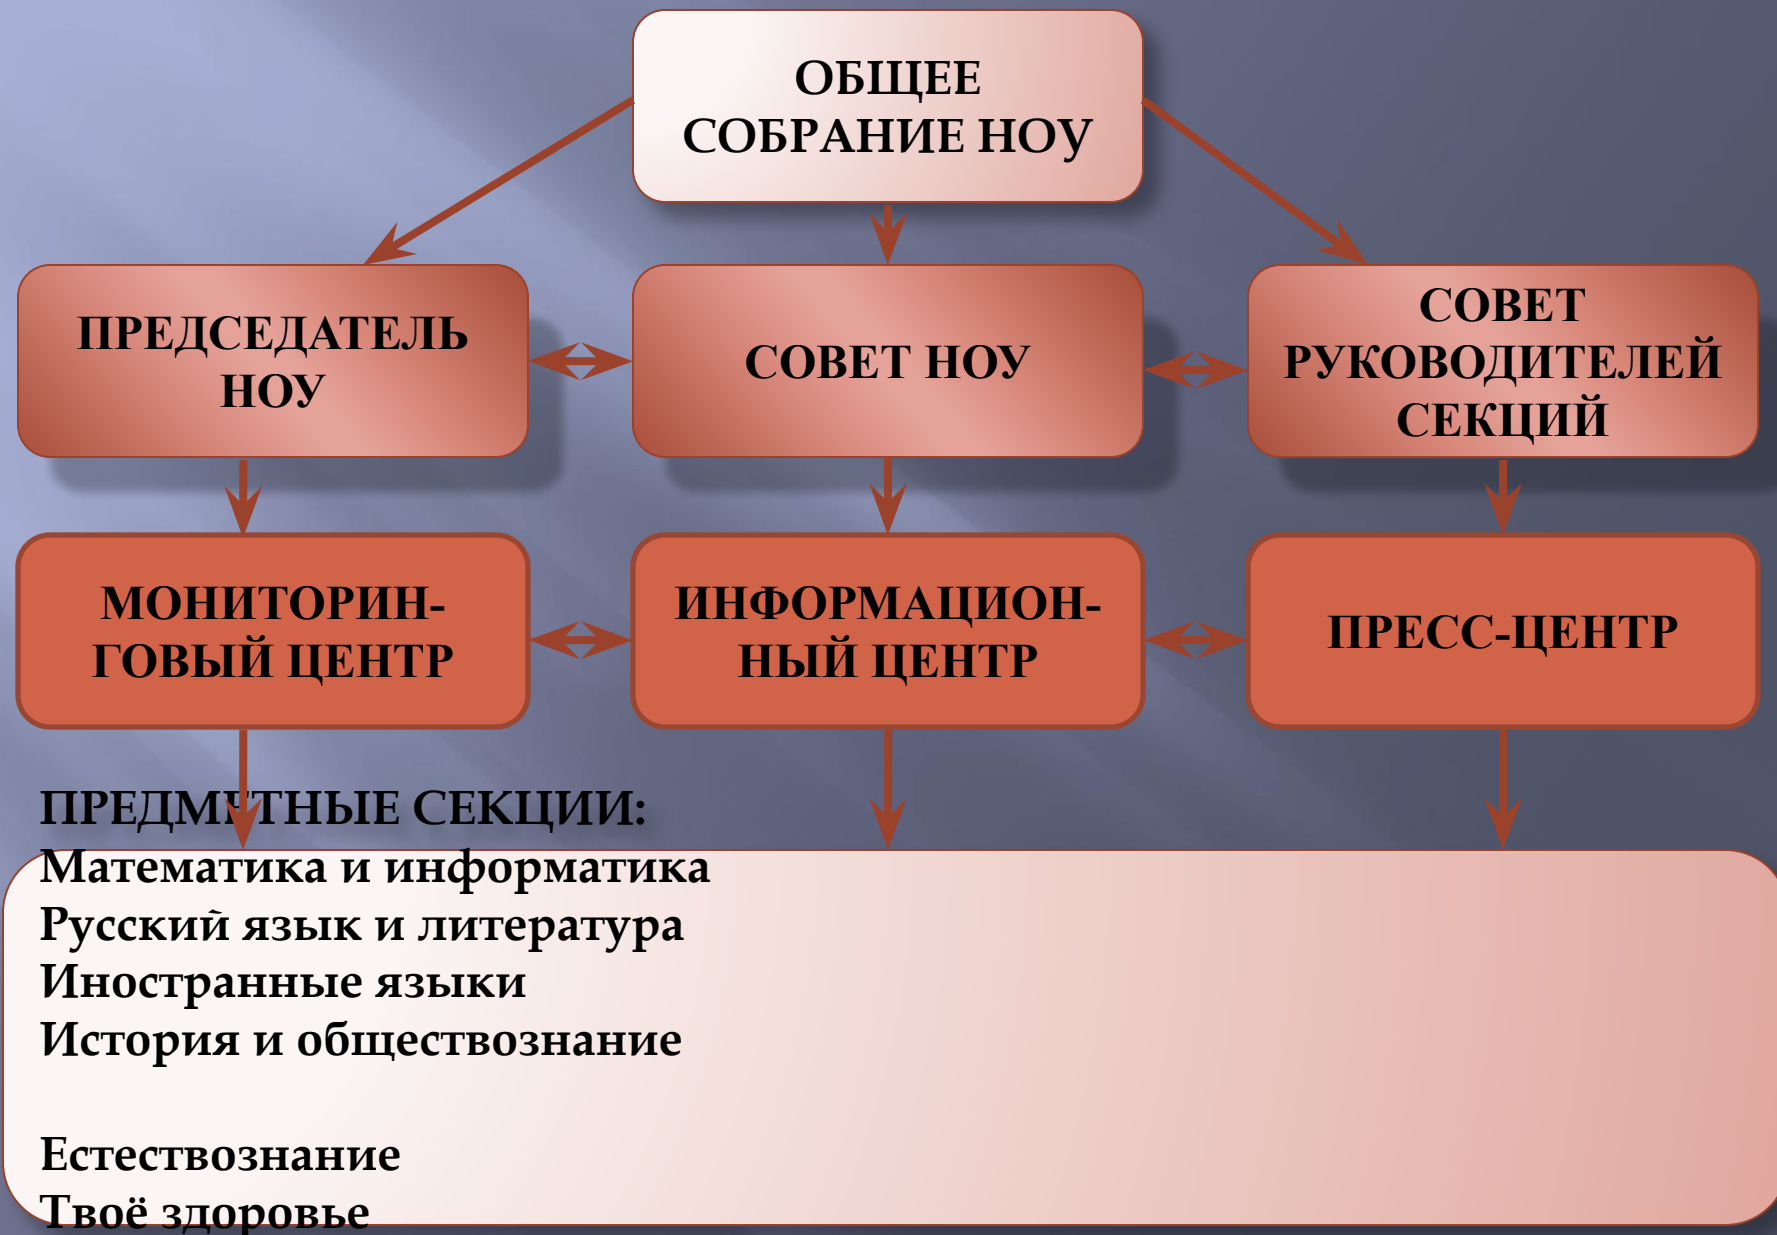 ОБЩЕЕ
СОБРАНИЕ НОУ
ПРЕДСЕДАТЕЛЬ
НОУ
СОВЕТ НОУ
СОВЕТ
РУКОВОДИТЕЛЕЙ
СЕКЦИЙ
МОНИТОРИН-
ГОВЫЙ ЦЕНТР
ИНФОРМАЦИОН-
НЫЙ ЦЕНТР
ПРЕСС-ЦЕНТР
ПРЕДМЕТНЫЕ СЕКЦИИ:
Математика и информатика
Русский язык и литература
Иностранные языки
История и обществознание
Естествознание
Твоё здоровье